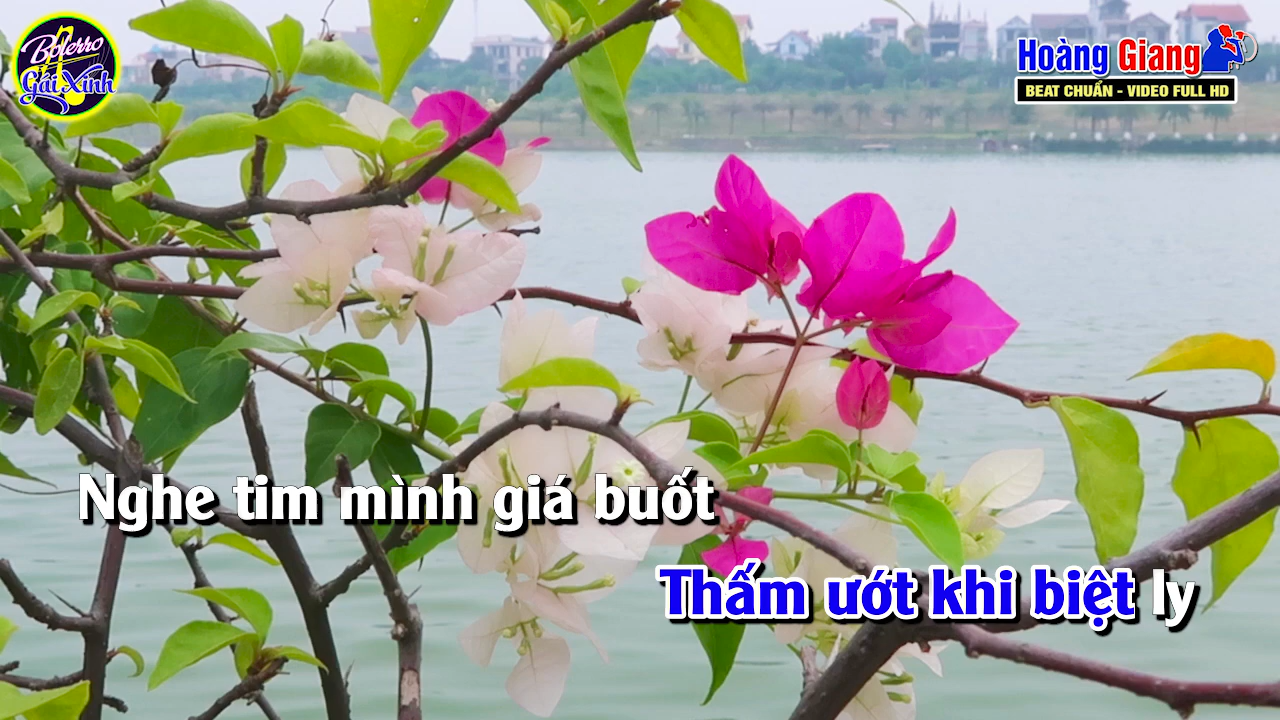 Bolerro
Gái Xinh
Hoàng Giang
BEAT CHUẨN - VIDEO FULL HD
Nghe tim mình giá buốt
Thấm ướt khi biệt ly